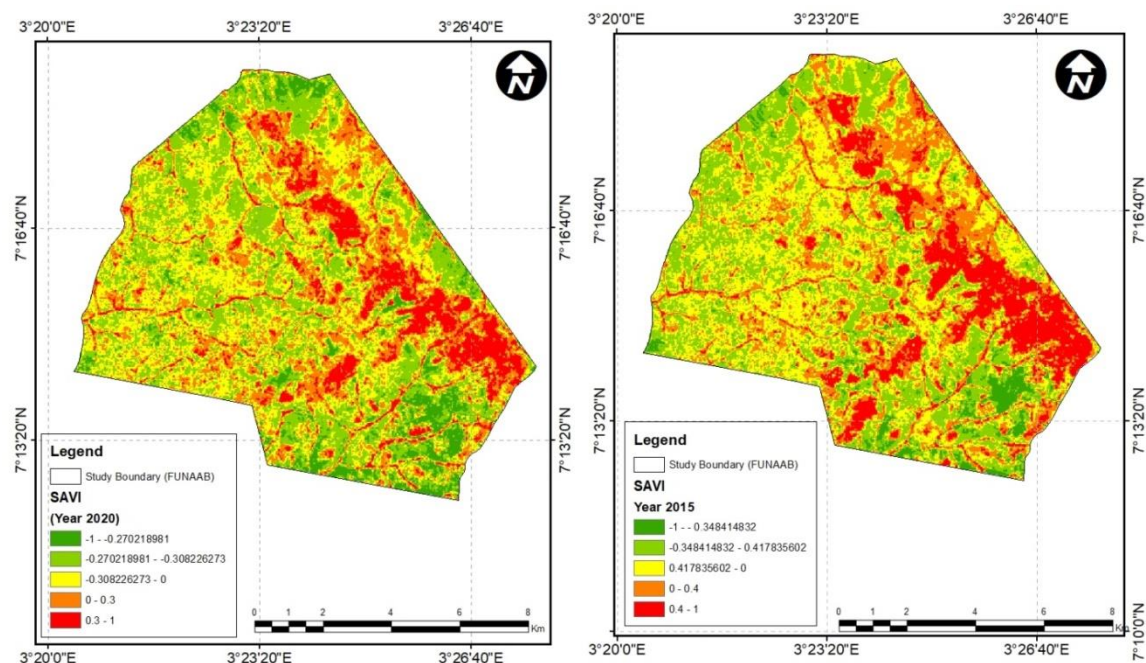 3°20'0"E 3°23'20"E 3°26'40"E
N
7°16'40"N
7°16'40"N
7°13'20"N
7°13'20"N
Legend
Study Boundary (FUNAAB)
SAVI
(Year 2020)
-1 - -0.270218981
-0.270218981 - -0.308226273
-0.308226273 - 0
0 - 0.3
0.3 - 1
0 1 2 4 6 8
Km
3°20'0"E 3°23'20"E 3°26'40"E
3°20'0"E 3°23'20"E 3°26'40"E
N
7°16'40"N
7°16'40"N
7°13'20"N
7°13'20"N
Legend
Study Boundary (FUNAAB)
SAVI
Year 2015
-1 - -0.348414832
-0.348414832 - 0.417835602
0.417835602 - 0
0 - 0.4
0.4 - 1
0 1 2 4 6 8
Km
7°10'0"N
3°20'0"E 3°23'20"E 3°26'40"E